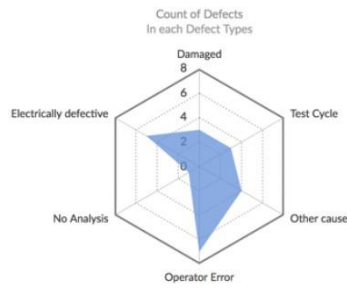 Count of Defects
In each Defect Types
Damaged
8
6
4
2
0
Electrically defective
Test Cycle
No Analysis
Other cause
Operator Error